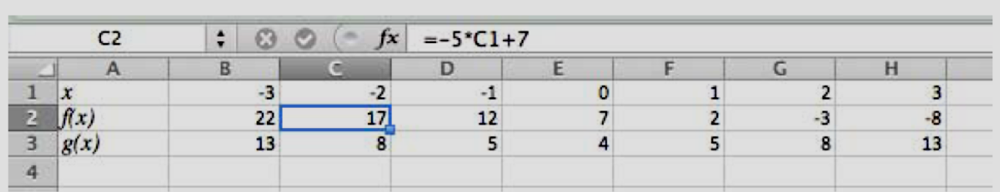 C2 fx =-5*C1+7
A B C D E F G H
1 x -3 -2 -1 0 1 2 3
2 f(x) 22 17 12 7 2 -3 -8
3 g(x) 13 8 5 4 5 8 13
4